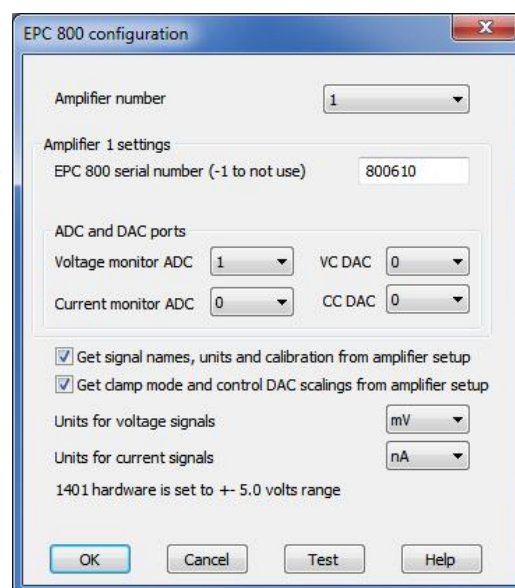 EPC 800 configuration
Amplifier number 1
Amplifier 1 settings
EPC 800 serial number (-1 to not use) 800610
ADC and DAC ports
Voltage monitor ADC 1 VC DAC 0
Current monitor ADC 0 CC DAC 0
Get signal names, units and calibration from amplifier setup
Get clamp mode and control DAC scalings from amplifier setup
Units for voltage signals mV
Units for current signals nA
1401 hardware is set to +- 5.0 volts range
OK Cancel Test Help